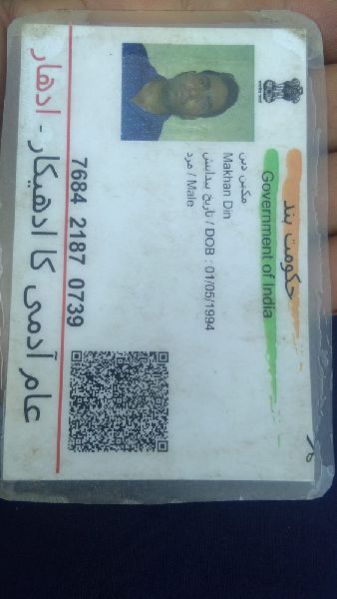 حکومت ہند
Government of India
مکھن دین
Makhan Din
تاریخ پیدایش / DOB : 01/05/1994
مرد / Male
7684 2187 0739
عام آدمی کا ادھیکار - ادھار